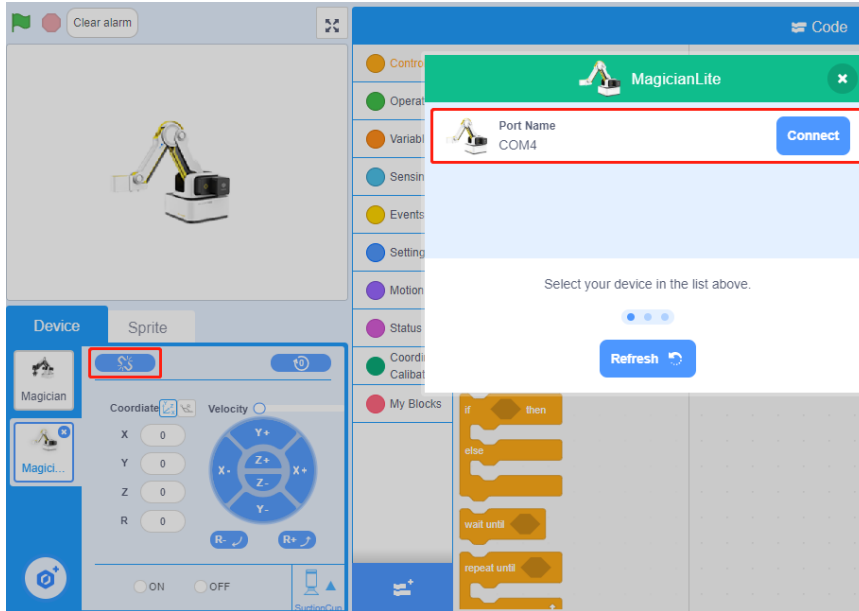 Clear alarm
Code
Contro
Operat
Variabl
Sensin
Events
Setting
Motion
Status
Coordi
Calibat
My Blocks
MagicianLite
Port Name
COM4
Connect
Select your device in the list above.
Refresh
Device
Sprite
Magician
Magici...
Coordiate
Velocity
X 0
Y 0
Z 0
R 0
Y+
X- Z+ X+
Z-
Y-
R- R+
ON OFF
SuctionCup
if then
else
wait until
repeat until